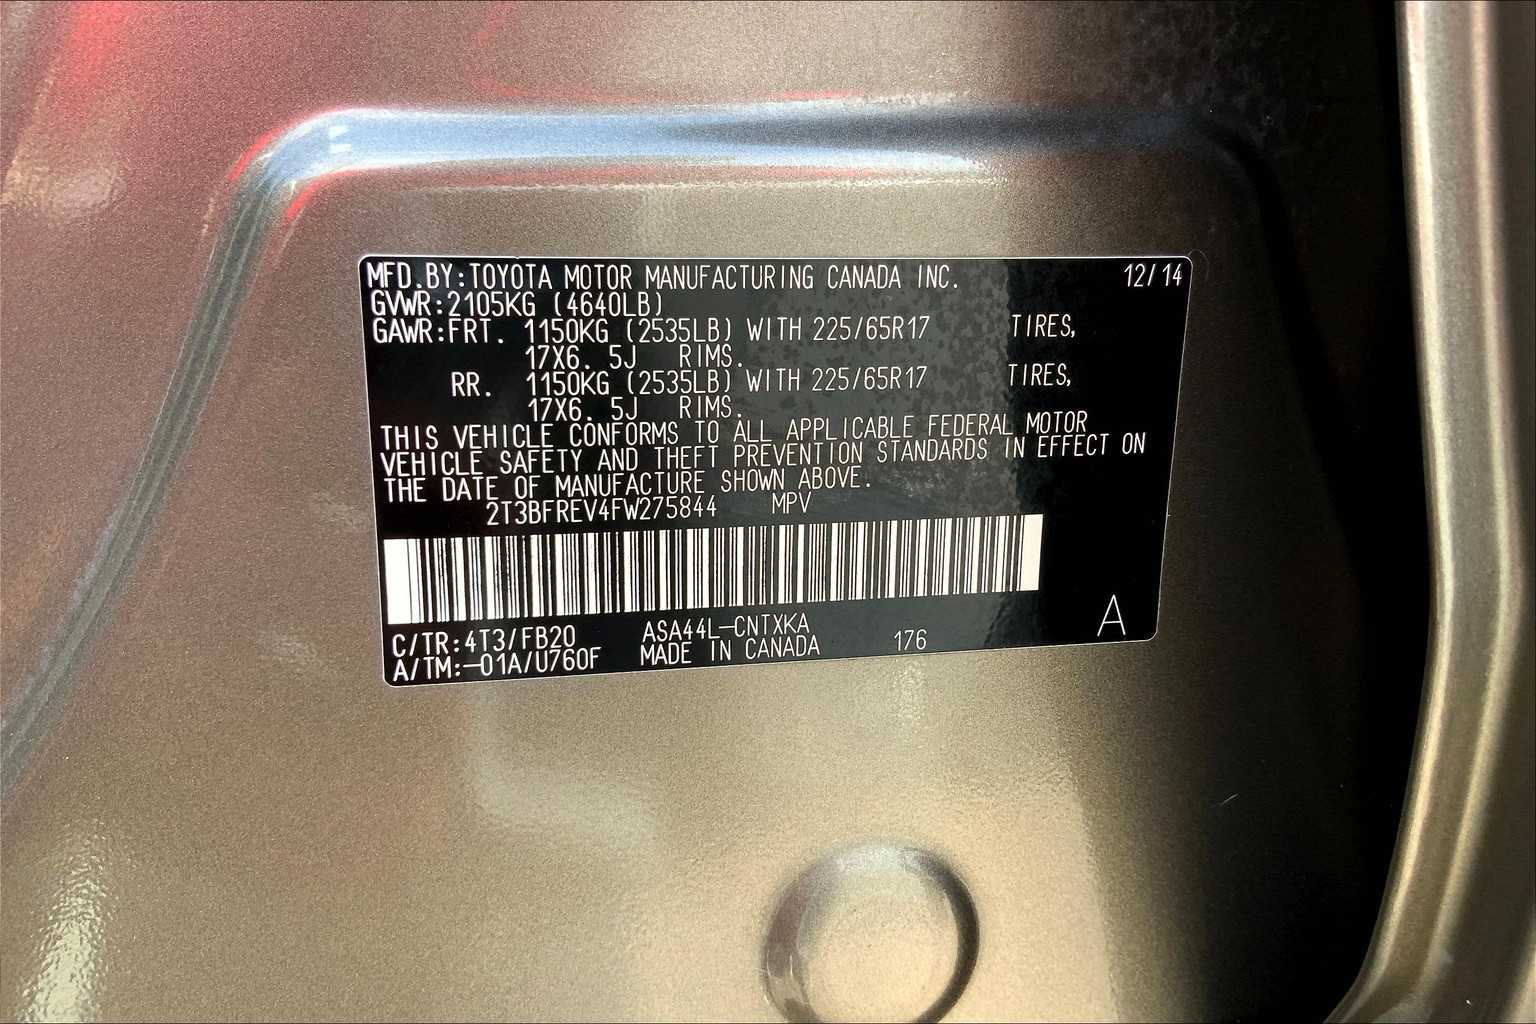 MFD.BY:TOYOTA MOTOR MANUFACTURING CANADA INC. 12/14
GVWR:2105KG (4640LB)
GAWR:FRT. 1150KG (2535LB) WITH 225/65R17 TIRES,
17X6. 5J RIMS.
RR. 1150KG (2535LB) WITH 225/65R17 TIRES,
17X6. 5J RIMS.
THIS VEHICLE CONFORMS TO ALL APPLICABLE FEDERAL MOTOR
VEHICLE SAFETY AND THEFT PREVENTION STANDARDS IN EFFECT ON
THE DATE OF MANUFACTURE SHOWN ABOVE.
2T3BFREV4FW275844 MPV
C/TR:4T3/FB20 ASA44L-CNTXKA
A/TM:-01A/U760F MADE IN CANADA 176 A